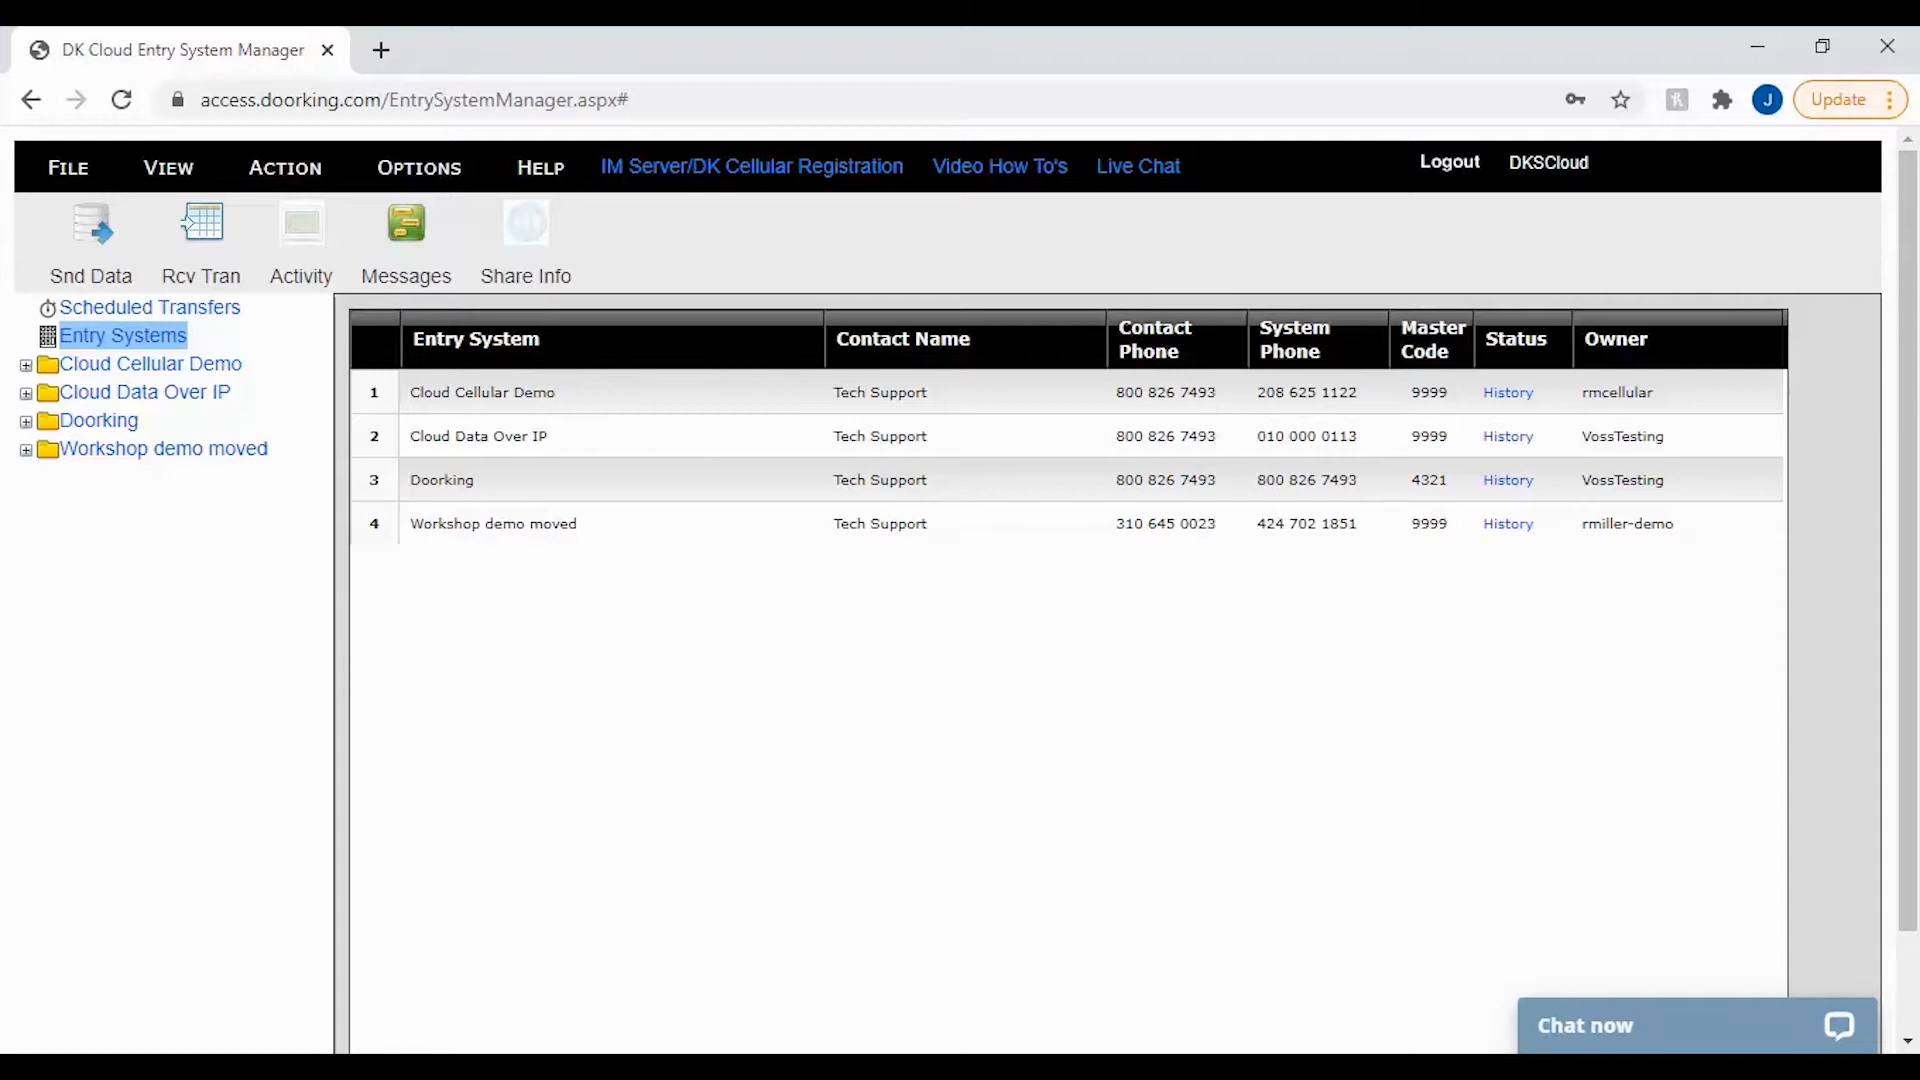 DK Cloud Entry System Manager
access.doorking.com/EntrySystemManager.aspx#
J
Update
FILE VIEW ACTION OPTIONS HELP IM Server/DK Cellular Registration Video How To's Live Chat Logout DKSCloud
Snd Data Rcv Tran Activity Messages Share Info
Scheduled Transfers
Entry Systems
Cloud Cellular Demo
Cloud Data Over IP
Doorking
Workshop demo moved
Entry System Contact Name Contact Phone System Phone Master Code Status Owner
1 Cloud Cellular Demo Tech Support 800 826 7493 208 625 1122 9999 History rmcellular
2 Cloud Data Over IP Tech Support 800 826 7493 010 000 0113 9999 History VossTesting
3 Doorking Tech Support 800 826 7493 800 826 7493 4321 History VossTesting
4 Workshop demo moved Tech Support 310 645 0023 424 702 1851 9999 History rmiller-demo
Chat now